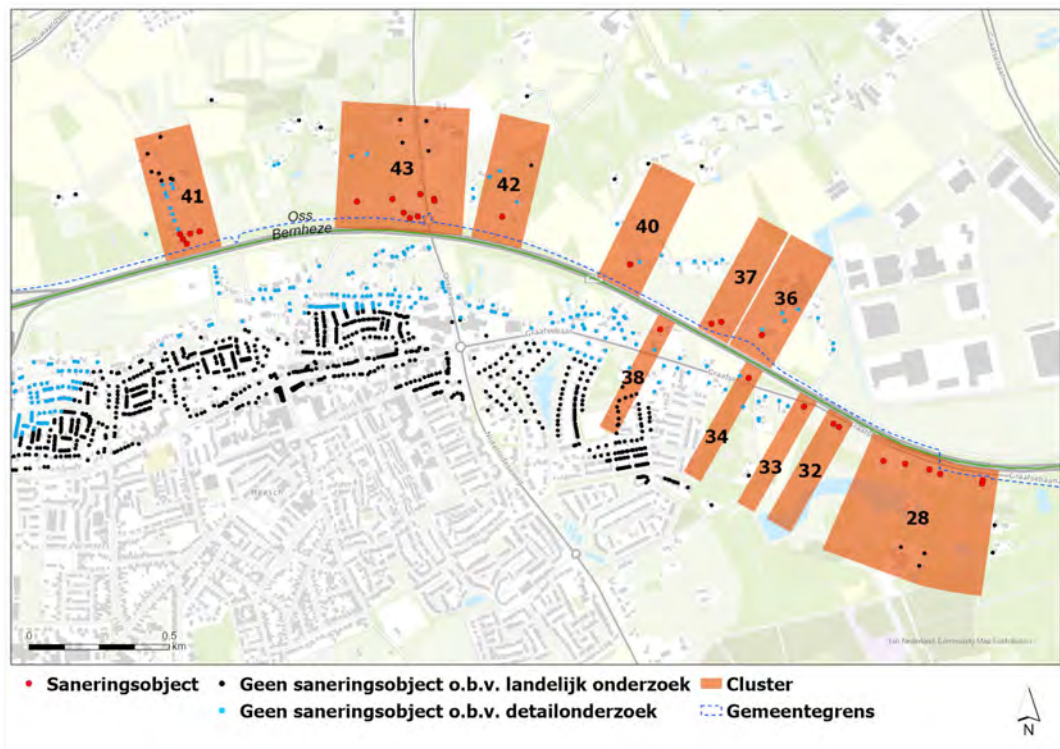 41
43
42
Oss
Bernheze
40
37
36
38
34
33
32
28
Graafsebaan
0 0.5
km
Saneringsobject
Geen saneringsobject o.b.v. landelijk onderzoek
Cluster
Geen saneringsobject o.b.v. detailonderzoek
Gemeentegrens
N